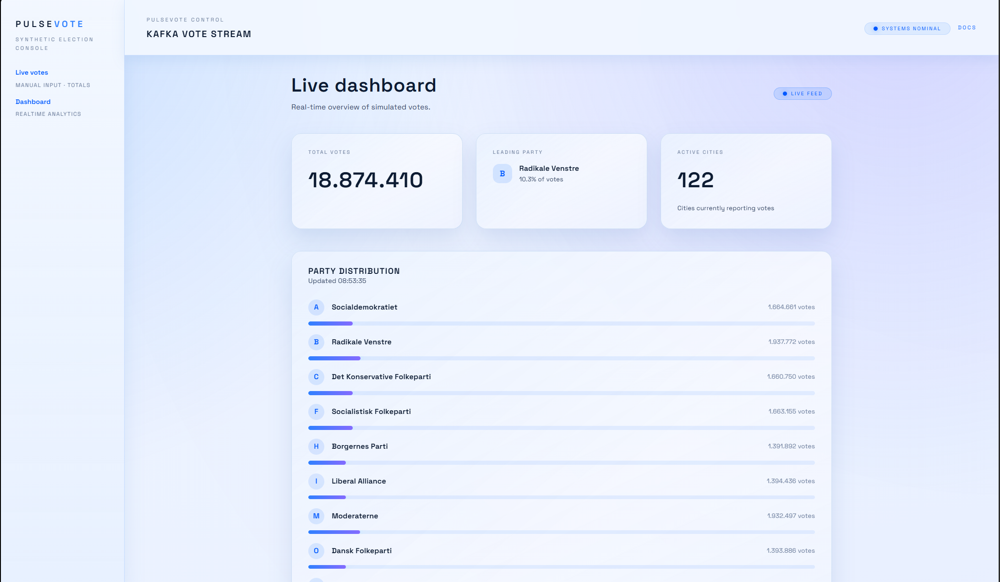 PULSEVOTE
SYNTHETIC ELECTION
CONSOLE
Live votes
MANUAL INPUT · TOTALS
Dashboard
REALTIME ANALYTICS
PULSEVOTE CONTROL
KAFKA VOTE STREAM
SYSTEMS NOMINAL
DOCS
Live dashboard
Real-time overview of simulated votes.
LIVE FEED
TOTAL VOTES
18.874.410
LEADING PARTY
B
Radikale Venstre
10.3% of votes
ACTIVE CITIES
122
Cities currently reporting votes
PARTY DISTRIBUTION
Updated 08:53:35
A Socialdemokratiet 1.664.661 votes
B Radikale Venstre 1.937.772 votes
C Det Konservative Folkeparti 1.660.750 votes
F Socialistisk Folkeparti 1.663.155 votes
H Borgernes Parti 1.391.892 votes
I Liberal Alliance 1.394.436 votes
M Moderaterne 1.932.497 votes
O Dansk Folkeparti 1.393.886 votes